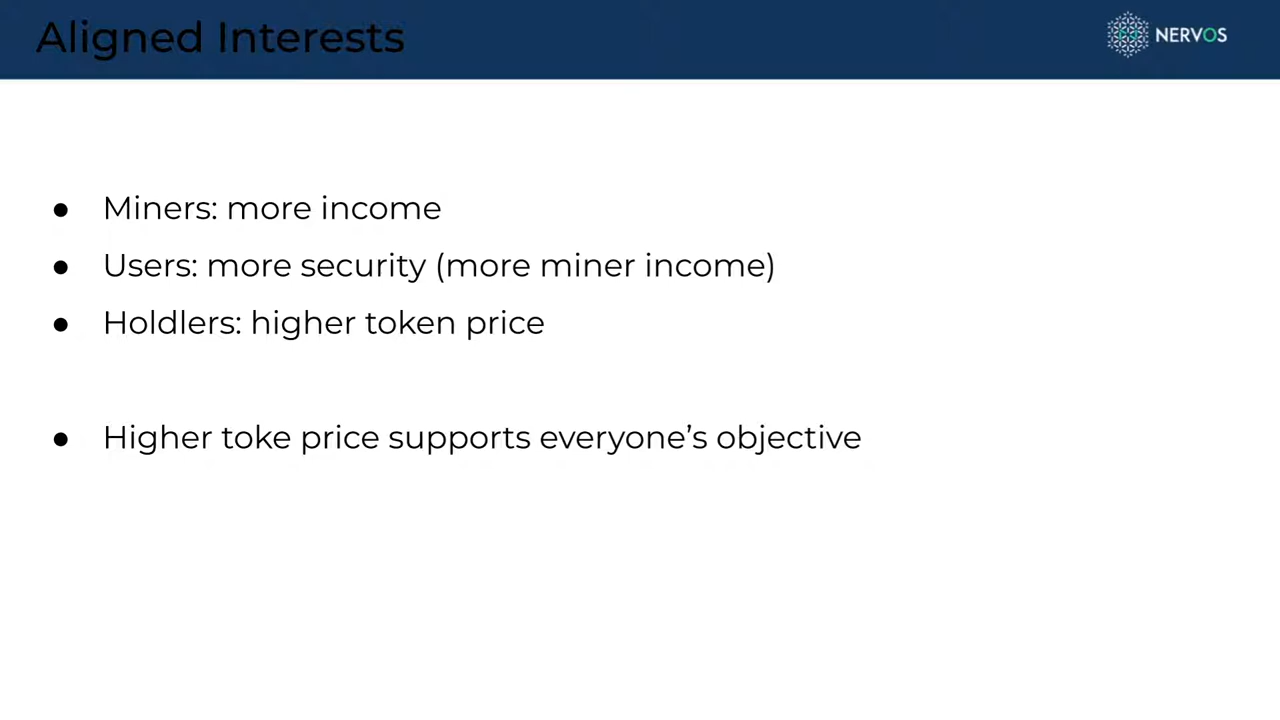 Aligned Interests
NERVOS
● Miners: more income
● Users: more security (more miner income)
● Holdlers: higher token price
● Higher toke price supports everyone’s objective